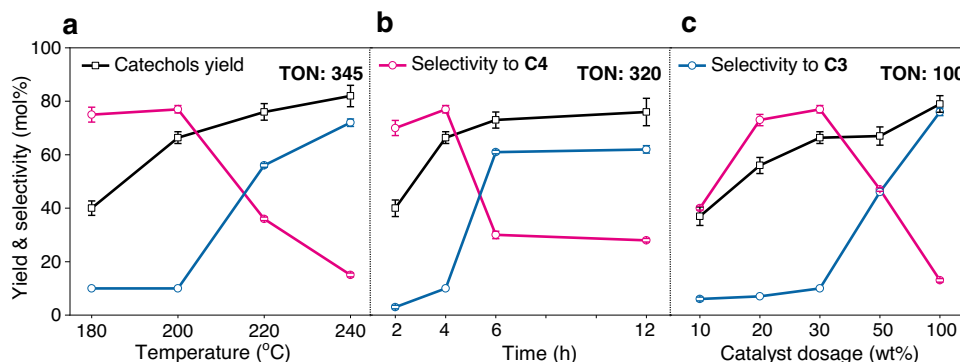 a b c
Catechols yield
TON: 345
Selectivity to C4
TON: 320
Selectivity to C3
TON: 100
Yield & selectivity (mol%)
100
80
60
40
20
0
180 200 220 240
2 4 6 12
10 20 30 50 100
Temperature (°C)
Time (h)
Catalyst dosage (wt%)